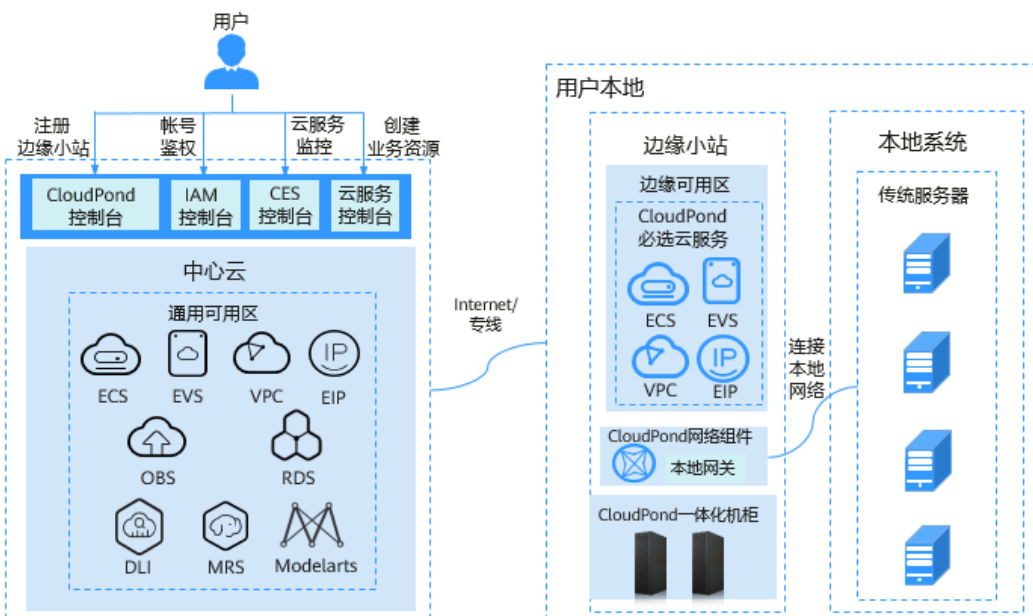 用户
注册
边缘小站
帐号
鉴权
云服务
监控
创建
业务资源
CloudPond
控制台
IAM
控制台
CES
控制台
云服务
控制台
中心云
通用可用区
ECS
EVS
VPC
IP
EIP
OBS
RDS
DLI
MRS
Modelarts
Internet/
专线
用户本地
边缘小站
边缘可用区
CloudPond
必选云服务
ECS
EVS
VPC
IP
EIP
CloudPond网络组件
本地网关
CloudPond一体化机柜
连接
本地
网络
本地系统
传统服务器